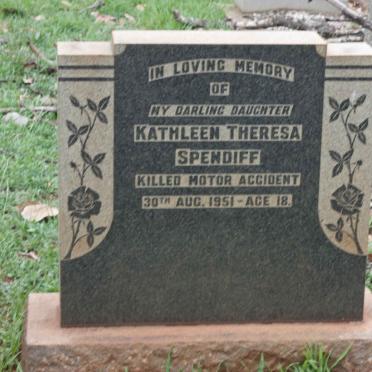 IN LOVING MEMORY
OF
MY DARLING DAUGHTER
KATHLEEN THERESA
SPENDIFF
KILLED MOTOR ACCIDENT
30TH AUG. 1951 - AGE 18.